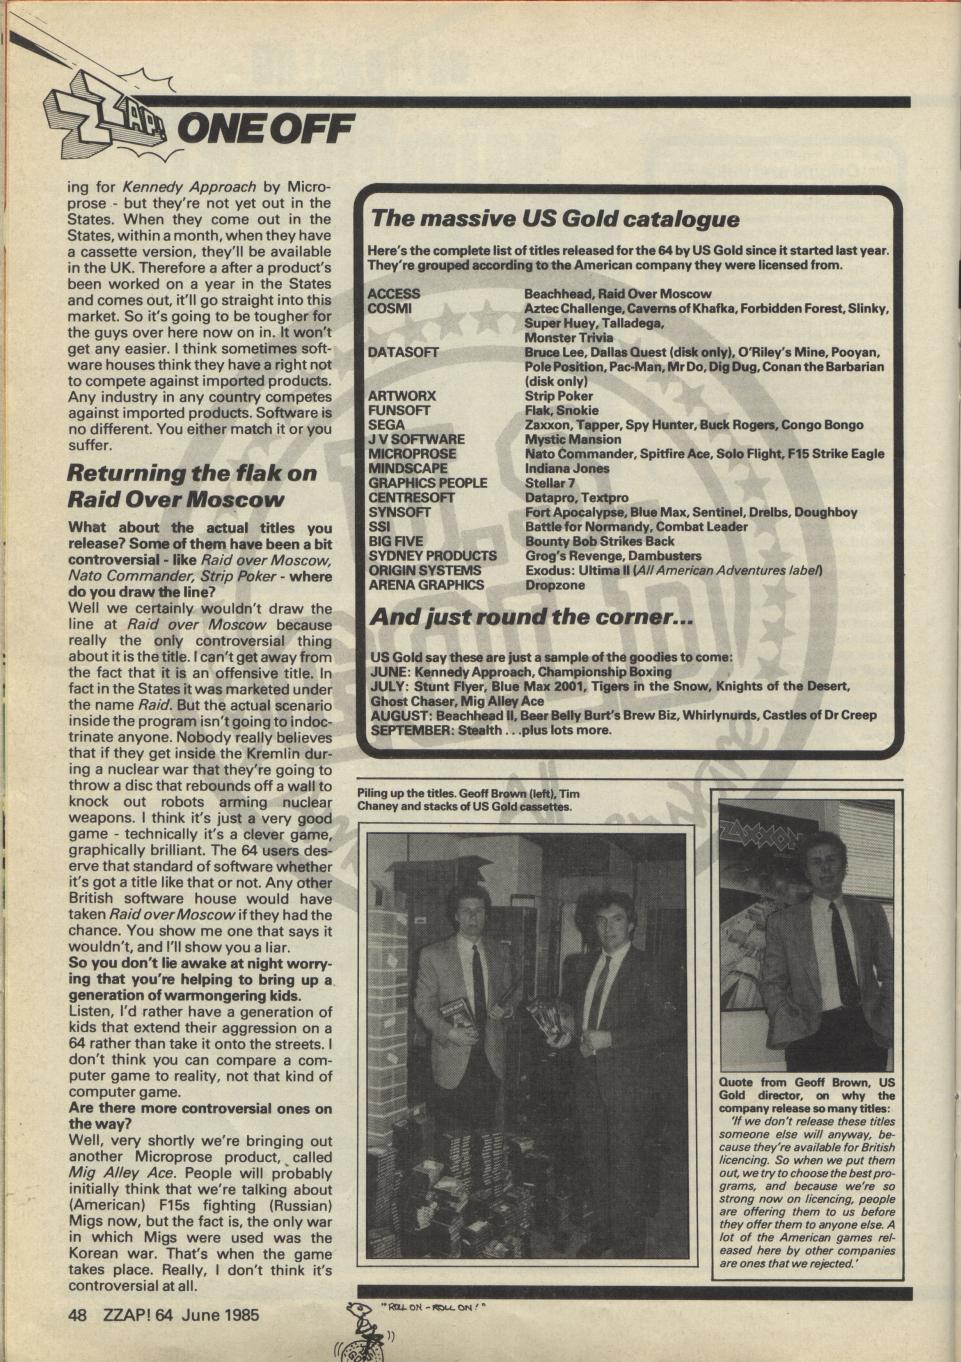 ZZAP! ONE OFF
ing for Kennedy Approach by Micro-
prose - but they're not yet out in the
States. When they come out in the
States, within a month, when they have
a cassette version, they'll be available
in the UK. Therefore a after a product's
been worked on a year in the States
and comes out, it'll go straight into this
market. So it's going to be tougher for
the guys over here now on in. It won't
get any easier. I think sometimes soft-
ware houses think they have a right not
to compete against imported products.
Any industry in any country competes
against imported products. Software is
no different. You either match it or you
suffer.
Returning the flak on
Raid Over Moscow
What about the actual titles you
release? Some of them have been a bit
controversial - like Raid over Moscow,
Nato Commander, Strip Poker - where
do you draw the line?
Well we certainly wouldn't draw the
line at Raid over Moscow because
really the only controversial thing
about it is the title. I can't get away from
the fact that it is an offensive title. In
fact in the States it was marketed under
the name Raid. But the actual scenario
inside the program isn't going to indoc-
trinate anyone. Nobody really believes
that if they get inside the Kremlin dur-
ing a nuclear war that they're going to
throw a disc that rebounds off a wall to
knock out robots arming nuclear
weapons. I think it's just a very good
game - technically it's a clever game,
graphically brilliant. The 64 users des-
erve that standard of software whether
it's got a title like that or not. Any other
British software house would have
taken Raid over Moscow if they had the
chance. You show me one that says it
wouldn't, and I'll show you a liar.
So you don't lie awake at night worry-
ing that you're helping to bring up a
generation of warmongering kids.
Listen, I'd rather have a generation of
kids that extend their aggression on a
64 rather than take it onto the streets. I
don't think you can compare a com-
puter game to reality, not that kind of
computer game.
Are there more controversial ones on
the way?
Well, very shortly we're bringing out
another Microprose product, called
Mig Alley Ace. People will probably
initially think that we're talking about
(American) F15s fighting (Russian)
Migs now, but the fact is, the only war
in which Migs were used was the
Korean war. That's when the game
takes place. Really, I don't think it's
controversial at all.
The massive US Gold catalogue
Here's the complete list of titles released for the 64 by US Gold since it started last year.
They're grouped according to the American company they were licensed from.
ACCESS Beachhead, Raid Over Moscow
COSMI Aztec Challenge, Caverns of Khafka, Forbidden Forest, Slinky,
Super Huey, Talladega,
Monster Trivia
DATASOFT Bruce Lee, Dallas Quest (disk only), O'Riley's Mine, Pooyan,
Pole Position, Pac-Man, Mr Do, Dig Dug, Conan the Barbarian
(disk only)
ARTWORX Strip Poker
FUNSOFT Flak, Snokie
SEGA Zaxxon, Tapper, Spy Hunter, Buck Rogers, Congo Bongo
J V SOFTWARE Mystic Mansion
MICROPROSE Nato Commander, Spitfire Ace, Solo Flight, F15 Strike Eagle
MINDSCAPE Indiana Jones
GRAPHICS PEOPLE Stellar 7
CENTRESOFT Datapro, Textpro
SYNSOFT Fort Apocalypse, Blue Max, Sentinel, Drelbs, Doughboy
SSI Battle for Normandy, Combat Leader
BIG FIVE Bounty Bob Strikes Back
SYDNEY PRODUCTS Grog's Revenge, Dambusters
ORIGIN SYSTEMS Exodus: Ultima II (All American Adventures label)
ARENA GRAPHICS Dropzone
And just round the corner...
US Gold say these are just a sample of the goodies to come:
JUNE: Kennedy Approach, Championship Boxing
JULY: Stunt Flyer, Blue Max 2001, Tigers in the Snow, Knights of the Desert,
Ghost Chaser, Mig Alley Ace
AUGUST: Beachhead II, Beer Belly Burt's Brew Biz, Whirlynurds, Castles of Dr Creep
SEPTEMBER: Stealth . . .plus lots more.
Piling up the titles. Geoff Brown (left), Tim
Chaney and stacks of US Gold cassettes.
ZAXXON
Quote from Geoff Brown, US
Gold director, on why the
company release so many titles:
'If we don't release these titles
someone else will anyway, be-
cause they're available for British
licencing. So when we put them
out, we try to choose the best pro-
grams, and because we're so
strong now on licencing, people
are offering them to us before
they offer them to anyone else. A
lot of the American games rel-
eased here by other companies
are ones that we rejected.'
48 ZZAP! 64 June 1985
"ROLL ON - ROLL ON!"